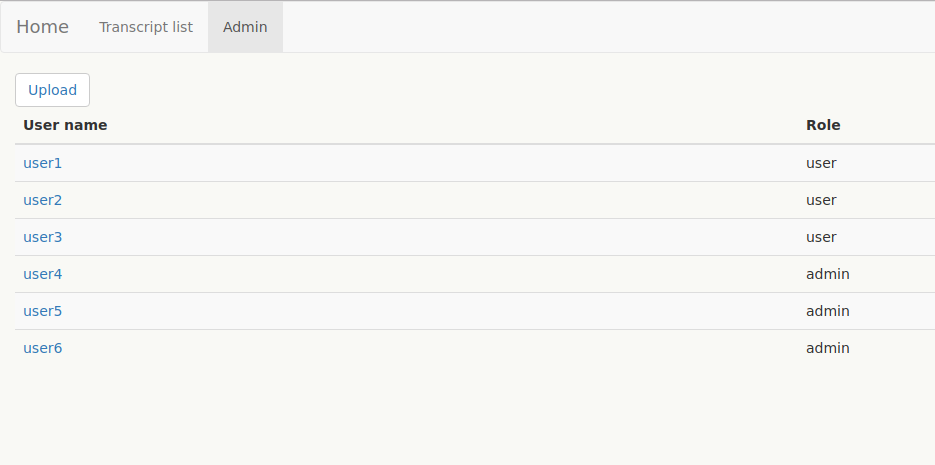 Home Transcript list Admin
Upload
User name Role
user1 user
user2 user
user3 user
user4 admin
user5 admin
user6 admin